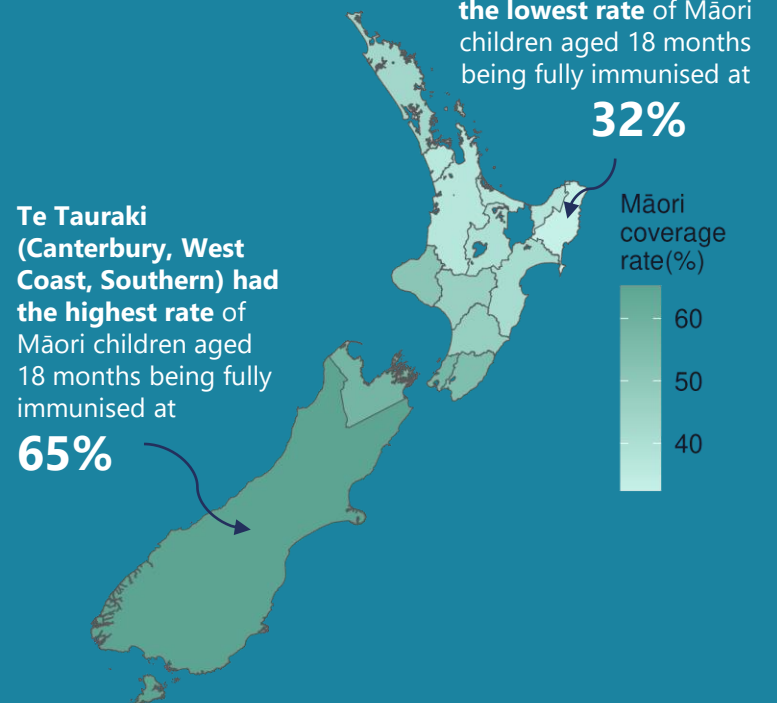 the lowest rate of Māori
children aged 18 months
being fully immunised at
32%
Te Tauraki
(Canterbury, West
Coast, Southern) had
the highest rate of
Māori children aged
18 months being fully
immunised at
65%
Māori
coverage
rate(%)
60
50
40